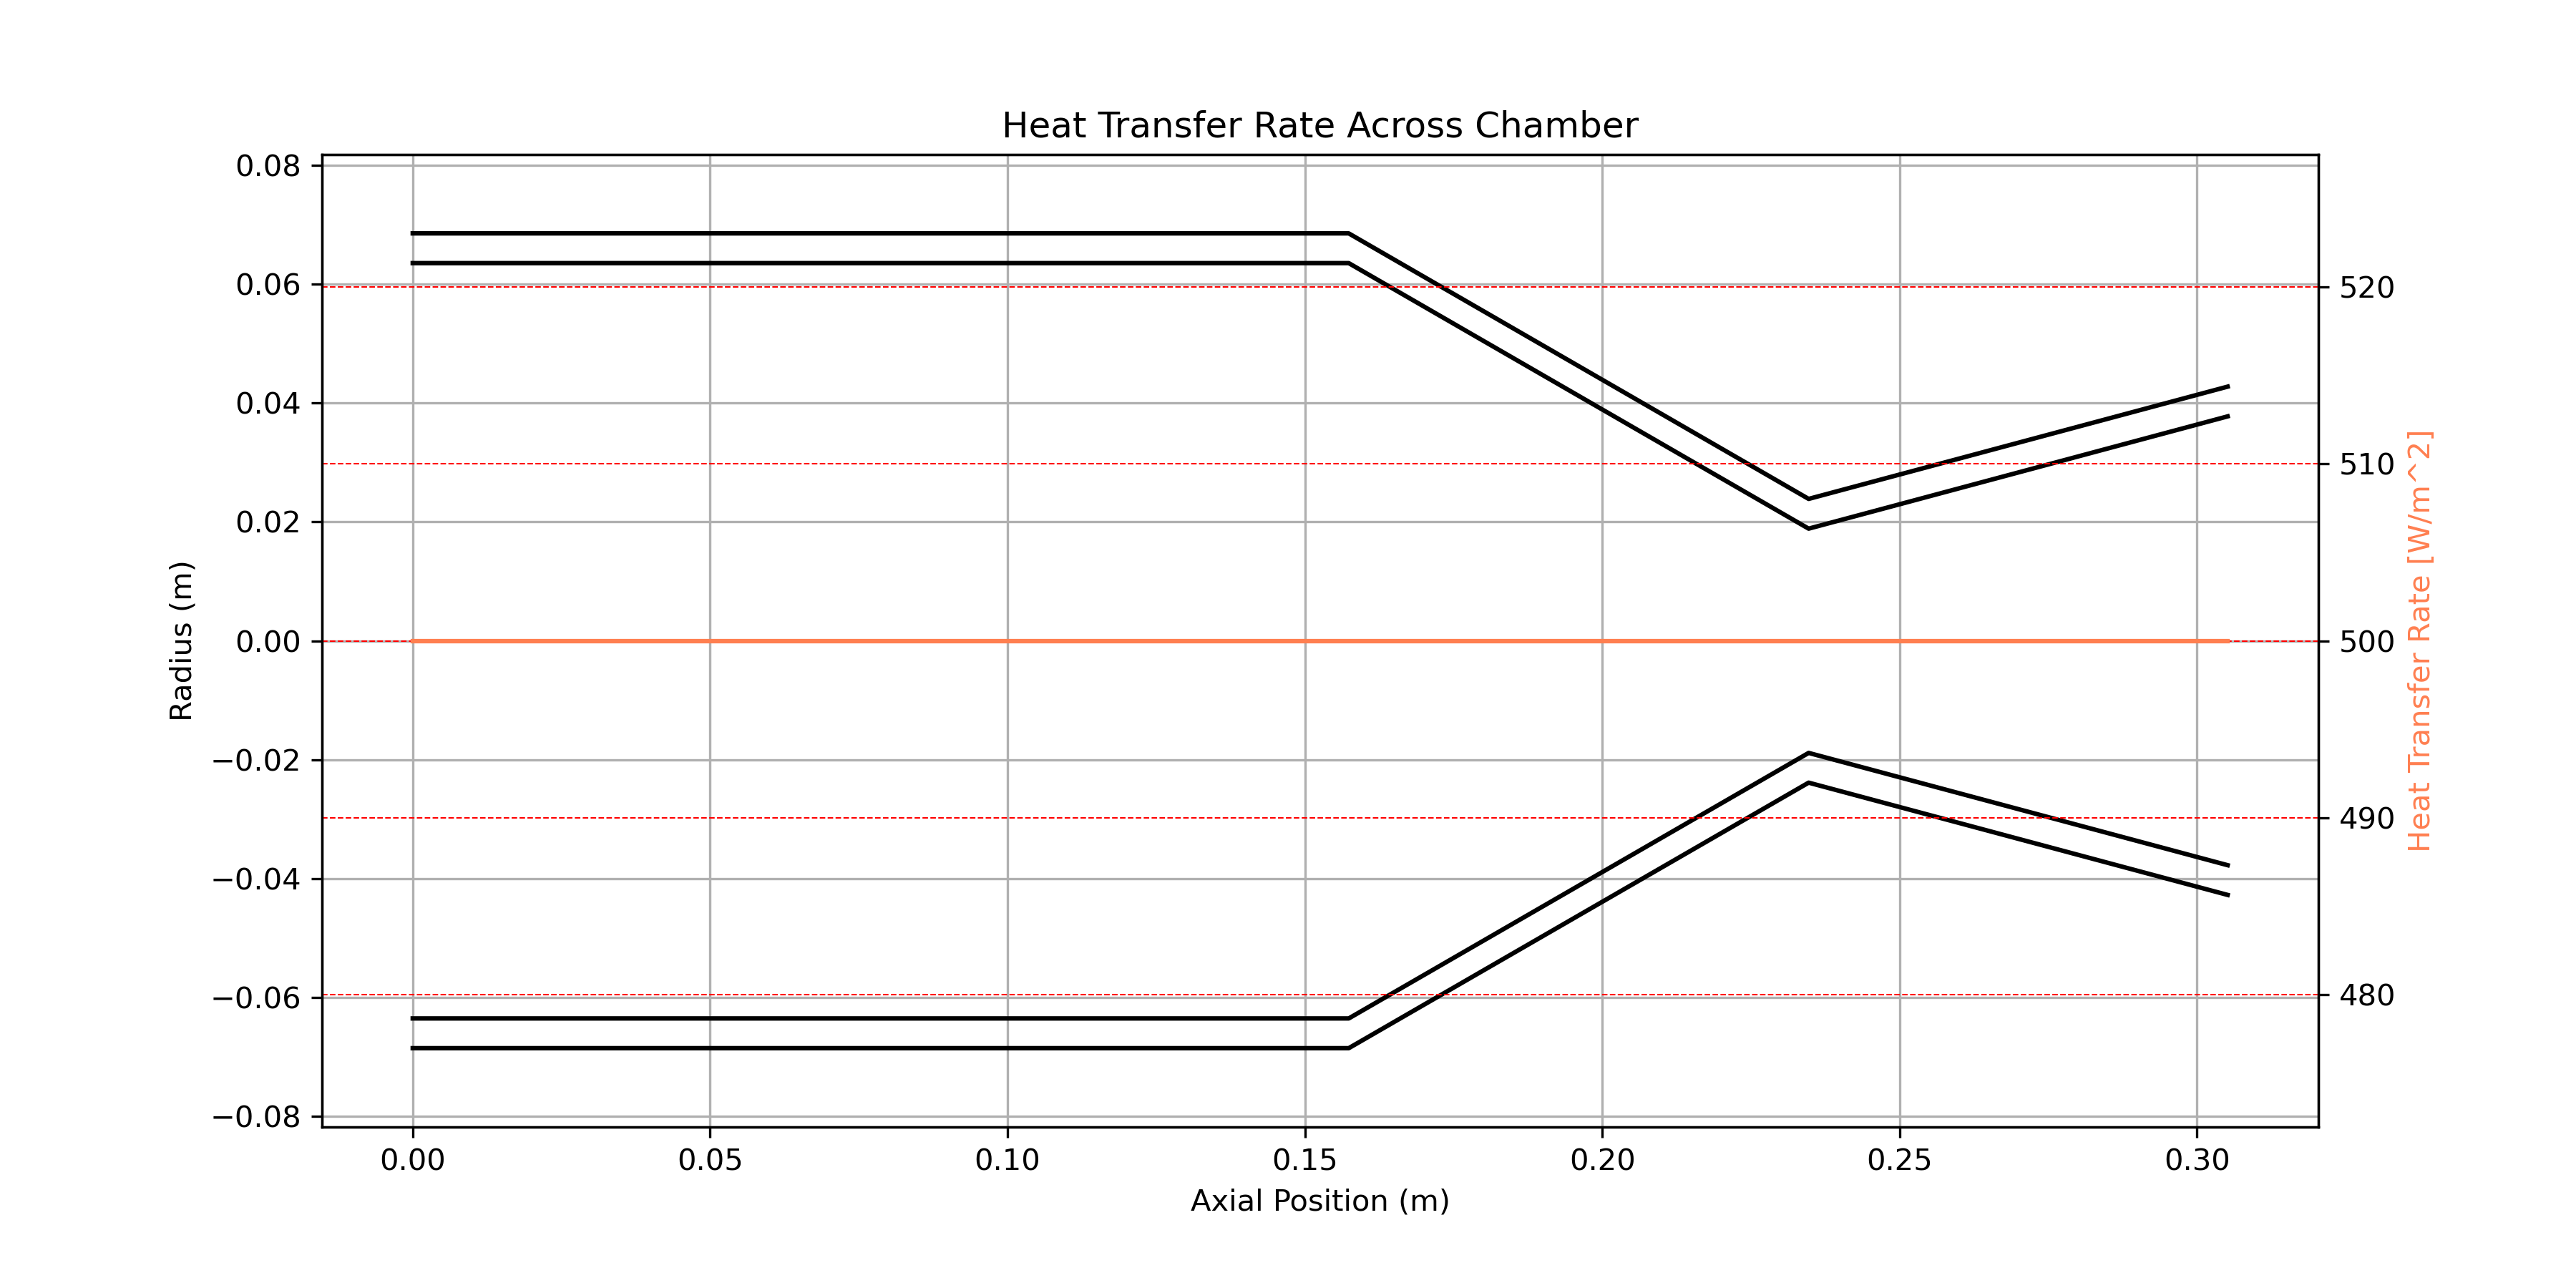 Heat Transfer Rate Across Chamber
0.08
0.06
0.04
0.02
0.00
−0.02
−0.04
−0.06
−0.08
Radius (m)
520
510
500
490
480
Heat Transfer Rate [W/m^2]
0.00 0.05 0.10 0.15 0.20 0.25 0.30
Axial Position (m)